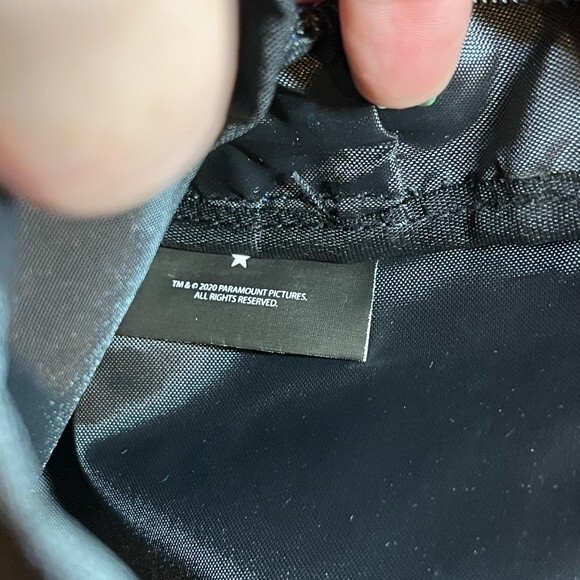 TM & © 2020 PARAMOUNT PICTURES.
ALL RIGHTS RESERVED.